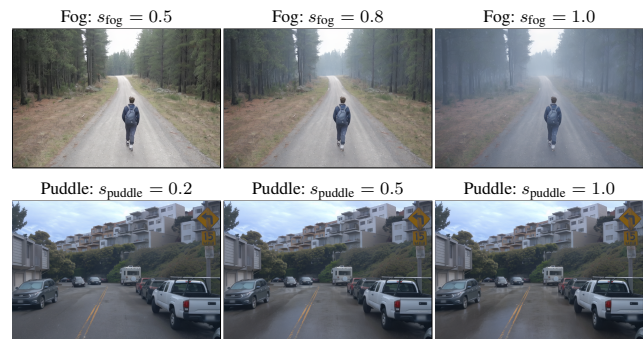 Fog: s_fog = 0.5
Fog: s_fog = 0.8
Fog: s_fog = 1.0
Puddle: s_puddle = 0.2
Puddle: s_puddle = 0.5
Puddle: s_puddle = 1.0